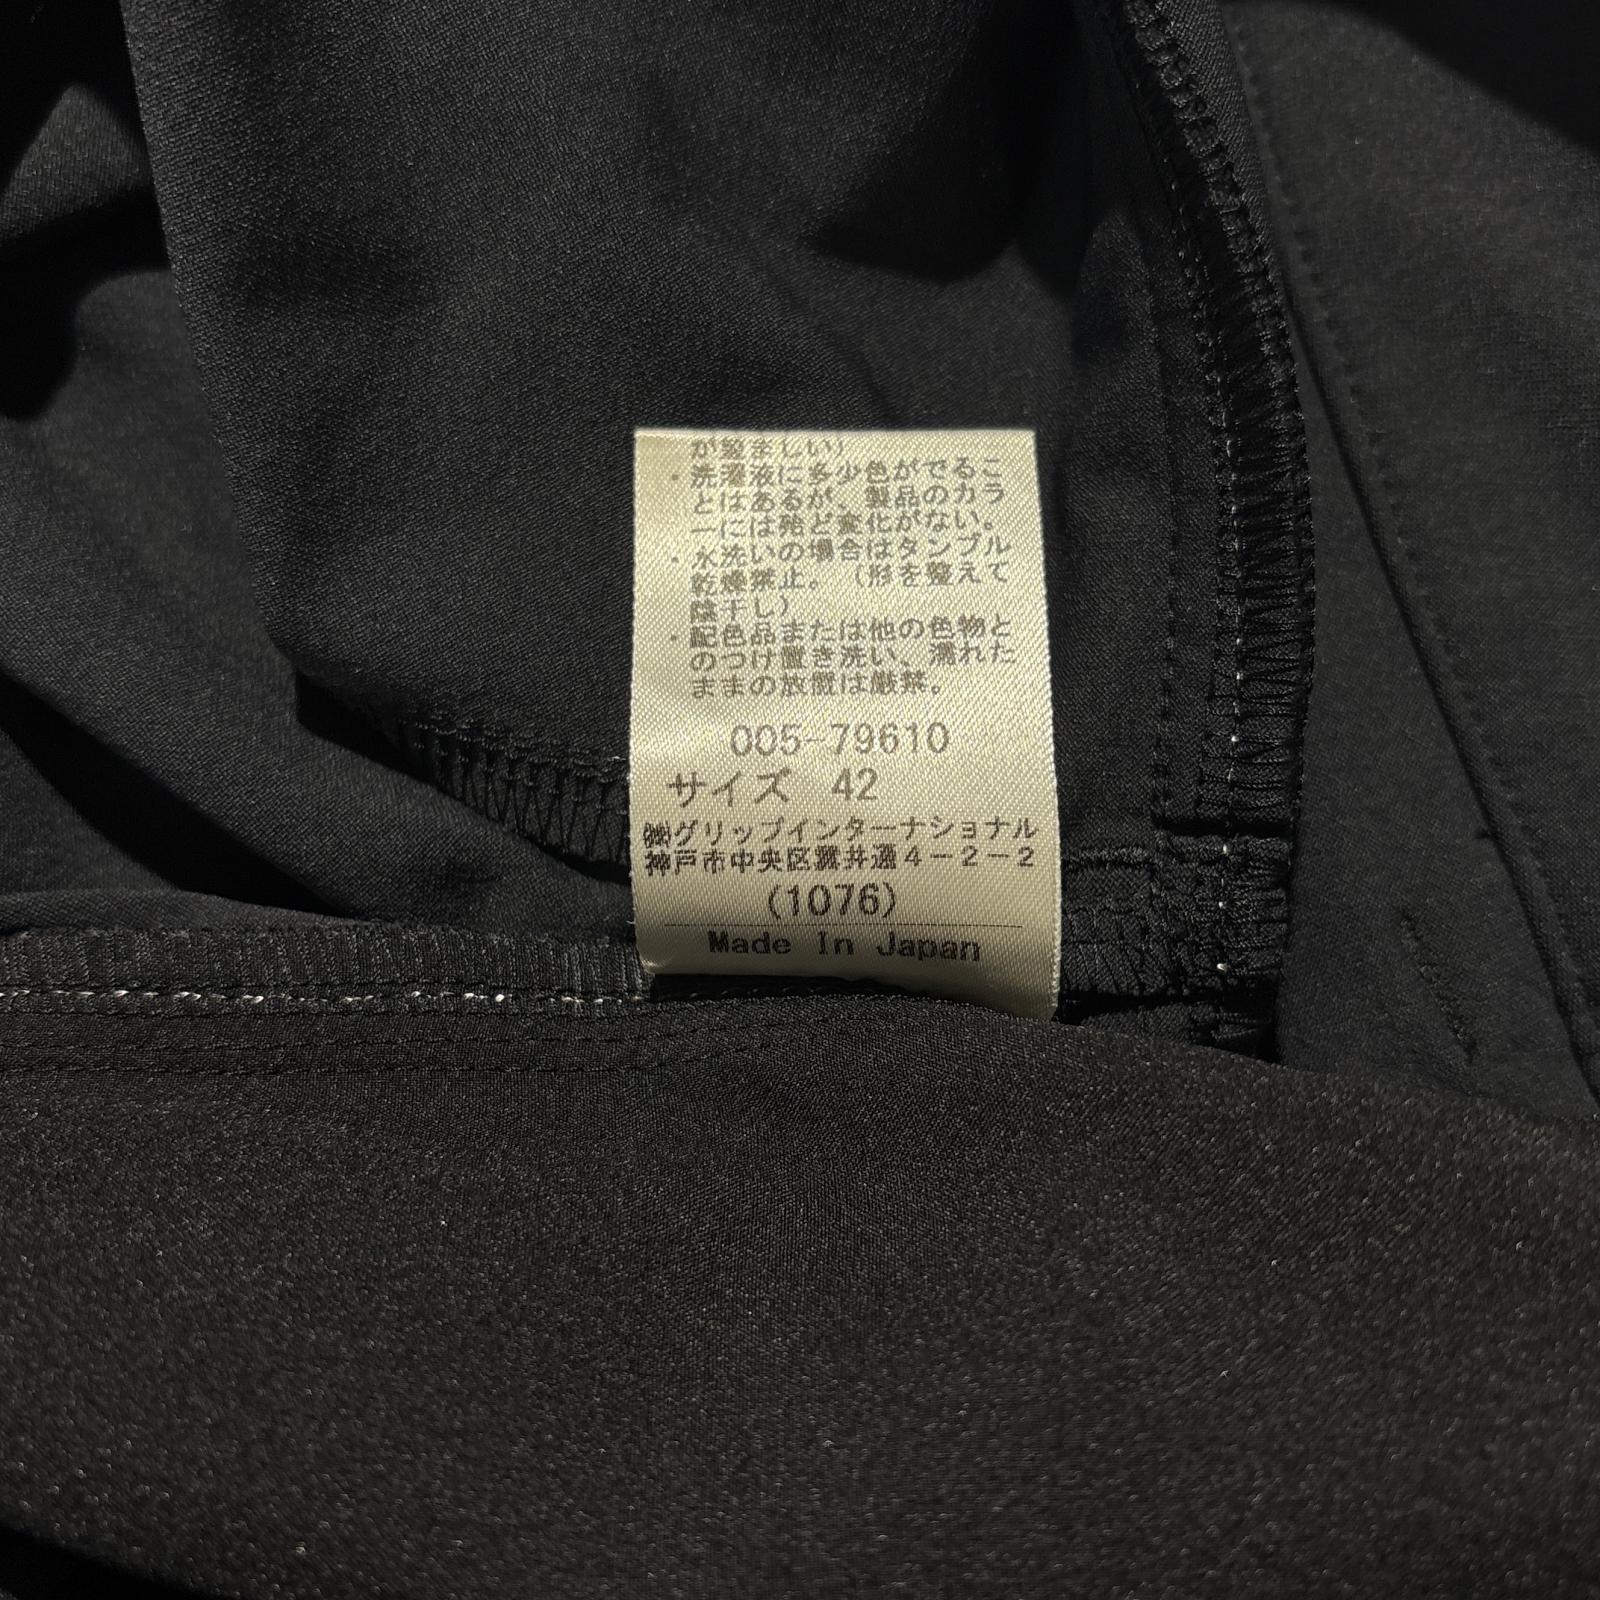 が望ましい）
・洗濯液に多少色がでるこ
とはあるが、製品のカラ
ーには殆ど変化がない。
・水洗いの場合はタンブル
乾燥禁止。（形を整えて
陰干し）
・配色品または他の色物と
のつけ置き洗い、濡れた
ままの放置は厳禁。
005-79610
サイズ 42
㈱グリップインターナショナル
神戸市中央区磯辺通4－2－2
(1076)
Made In Japan